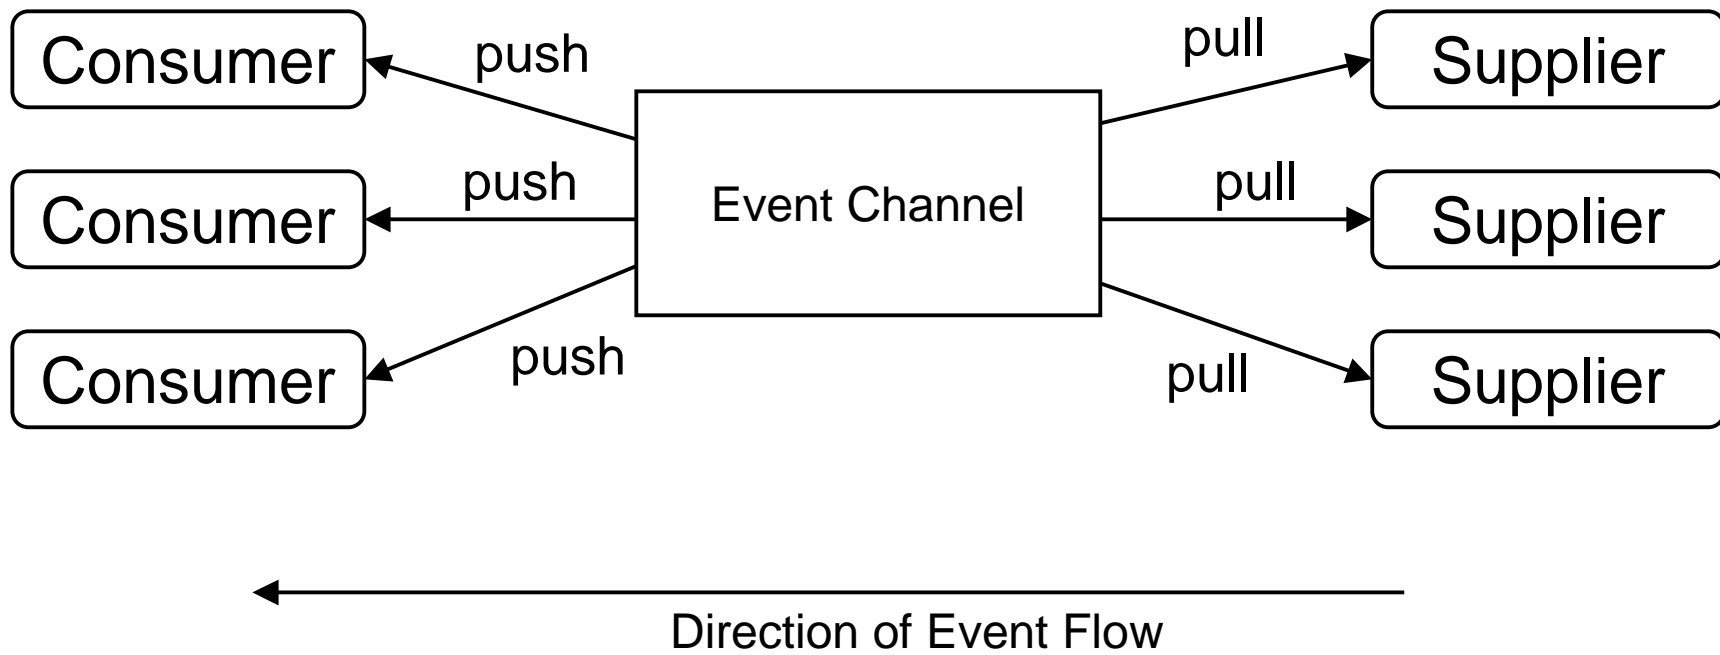 Consumer
push
pull
Supplier
Consumer
push
Event Channel
pull
Supplier
Consumer
push
pull
Supplier
Direction of Event Flow